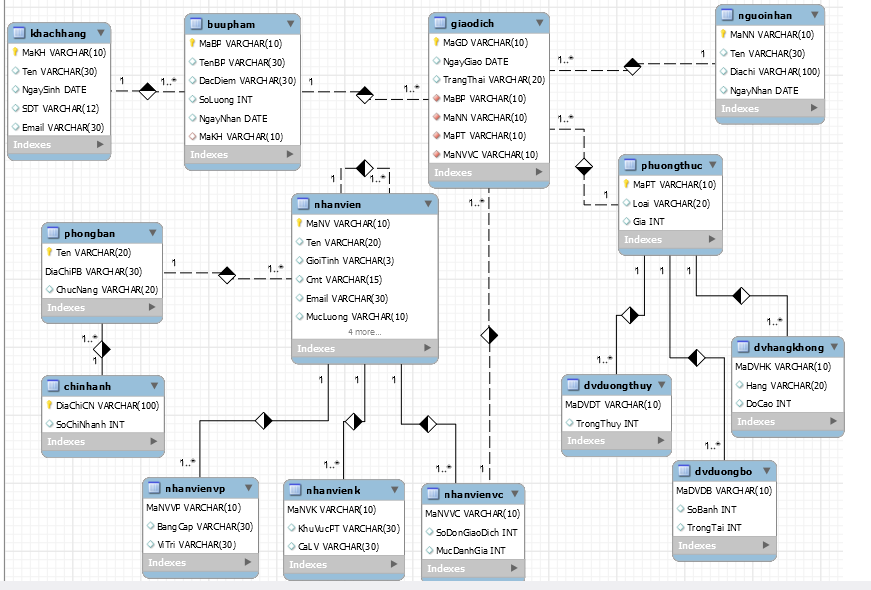 khachhang
MaKH VARCHAR(10)
Ten VARCHAR(30)
NgaySinh DATE
SDT VARCHAR(12)
Email VARCHAR(30)
Indexes
1
1..*
buupham
MaBP VARCHAR(10)
TenBP VARCHAR(30)
DacDiem VARCHAR(30)
SoLuong INT
NgayNhan DATE
MaKH VARCHAR(10)
Indexes
1
1..*
giaodich
MaGD VARCHAR(10)
NgayGiao DATE
TrangThai VARCHAR(20)
MaBP VARCHAR(10)
MaNN VARCHAR(10)
MaPT VARCHAR(10)
MaNVVC VARCHAR(10)
Indexes
1..*
1
1..*
1
1..*
1
nguoinhan
MaNN VARCHAR(10)
Ten VARCHAR(30)
Diachi VARCHAR(100)
NgayNhan DATE
Indexes
phuongthuc
MaPT VARCHAR(10)
Loai VARCHAR(20)
Gia INT
Indexes
1
1
1
1..*
1..*
1..*
1
1..*
nhanvien
MaNV VARCHAR(10)
Ten VARCHAR(20)
GioiTinh VARCHAR(3)
Cmt VARCHAR(15)
Email VARCHAR(30)
MucLuong VARCHAR(10)
4 more...
Indexes
1
1
1
1..*
1..*
1..*
phongban
Ten VARCHAR(20)
DiaChiPB VARCHAR(30)
ChucNang VARCHAR(20)
Indexes
1
1..*
1..*
1
chinhanh
DiaChiCN VARCHAR(100)
SoChiNhanh INT
Indexes
dvhangkhong
MaDVHK VARCHAR(10)
Hang VARCHAR(20)
DoCao INT
Indexes
dvduongthuy
MaDVDT VARCHAR(10)
TrongThuy INT
Indexes
dvduongbo
MaDVDB VARCHAR(10)
SoBanh INT
TrongTai INT
Indexes
nhanvienvp
MaNVVP VARCHAR(10)
BangCap VARCHAR(30)
ViTri VARCHAR(30)
Indexes
nhanvienk
MaNVK VARCHAR(10)
KhuVucPT VARCHAR(30)
CaLV VARCHAR(30)
Indexes
nhanvienvc
MaNVVC VARCHAR(10)
SoDonGiaoDich INT
MucDanhGia INT
Indexes